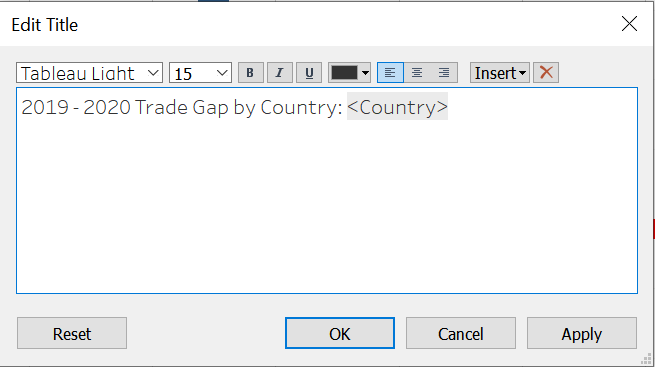 Edit Title
Tableau Light 15 B I U Insert
2019 - 2020 Trade Gap by Country: <Country>
Reset OK Cancel Apply